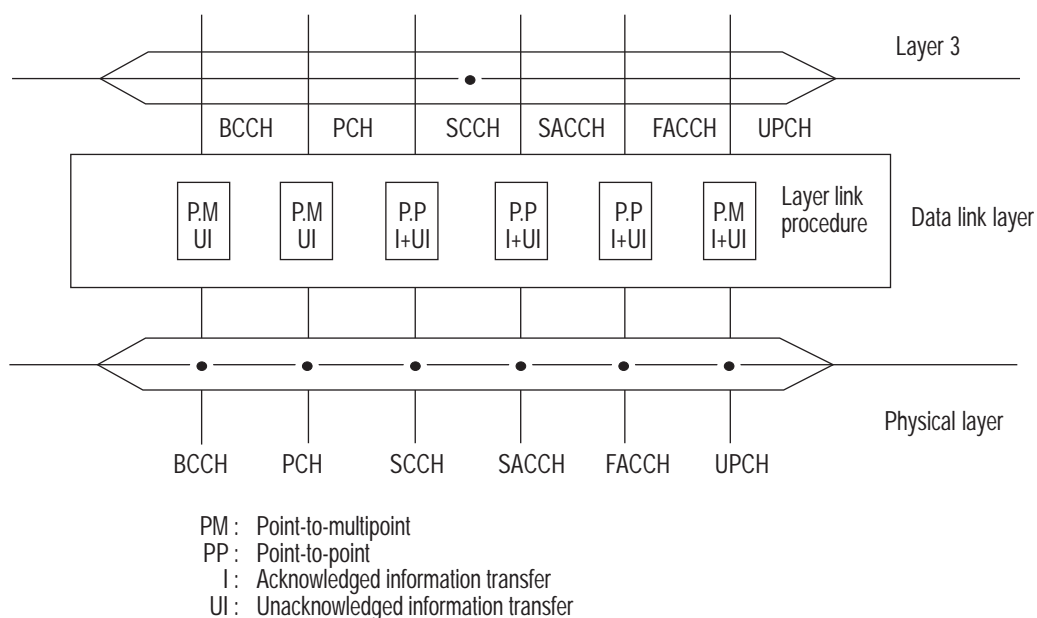 Layer 3
BCCH PCH SCCH SACCH FACCH UPCH
P.M P.M P.P P.P P.P P.M
UI UI I+UI I+UI I+UI I+UI
Layer link
procedure
Data link layer
Physical layer
BCCH PCH SCCH SACCH FACCH UPCH
PM : Point-to-multipoint
PP : Point-to-point
I : Acknowledged information transfer
UI : Unacknowledged information transfer